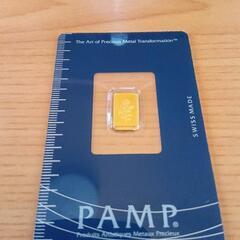 The Art of Precious Metal Transformation™
SWISS MADE
PAMP®
Produits Artistiques Métaux Précieux